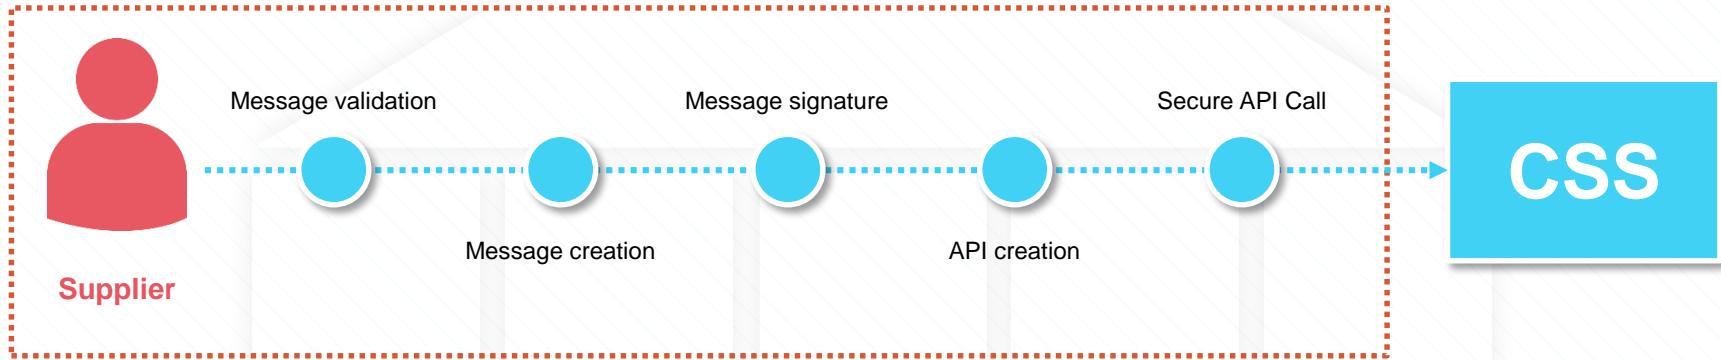 Message validation
Message signature
Secure API Call
CSS
Message creation
API creation
Supplier